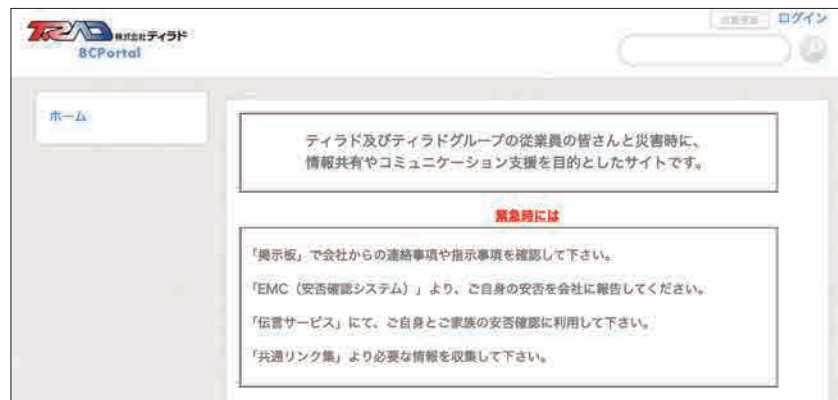 TRAD 株式会社ティラド
BCPortal
ログイン
ホーム
ティラド及びティラドグループの従業員の皆さんと災害時に、
情報共有やコミュニケーション支援を目的としたサイトです。
緊急時には
「掲示板」で会社からの連絡事項や指示事項を確認して下さい。
「EMC（安否確認システム）」より、ご自身の安否を会社に報告してください。
「伝言サービス」にて、ご自身とご家族の安否確認に利用して下さい。
「共通リンク集」より必要な情報を収集して下さい。